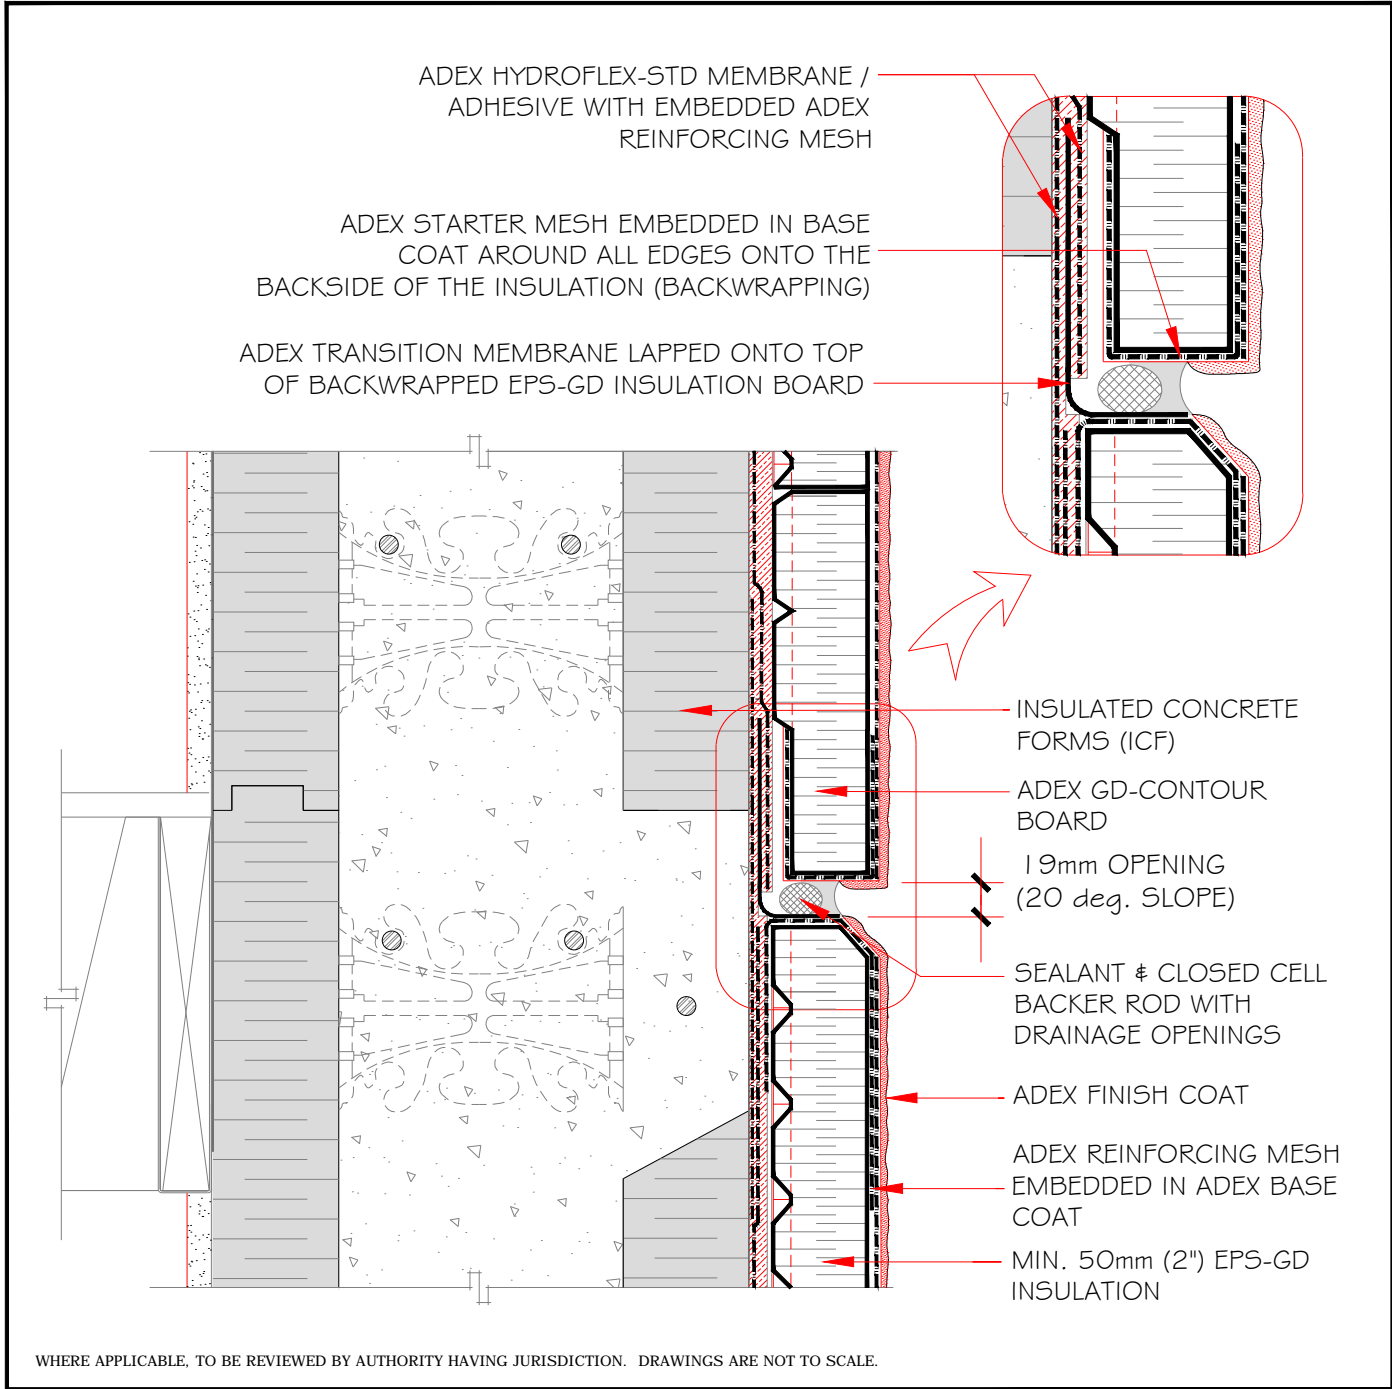 ADEX HYDROFLEX-STD MEMBRANE /
ADHESIVE WITH EMBEDDED ADEX
REINFORCING MESH
ADEX STARTER MESH EMBEDDED IN BASE
COAT AROUND ALL EDGES ONTO THE
BACKSIDE OF THE INSULATION (BACKWRAPPING)
ADEX TRANSITION MEMBRANE LAPPED ONTO TOP
OF BACKWRAPPED EPS-GD INSULATION BOARD
INSULATED CONCRETE
FORMS (ICF)
ADEX GD-CONTOUR
BOARD
19mm OPENING
(20 deg. SLOPE)
SEALANT & CLOSED CELL
BACKER ROD WITH
DRAINAGE OPENINGS
ADEX FINISH COAT
ADEX REINFORCING MESH
EMBEDDED IN ADEX BASE
COAT
MIN. 50mm (2") EPS-GD
INSULATION
WHERE APPLICABLE, TO BE REVIEWED BY AUTHORITY HAVING JURISDICTION. DRAWINGS ARE NOT TO SCALE.